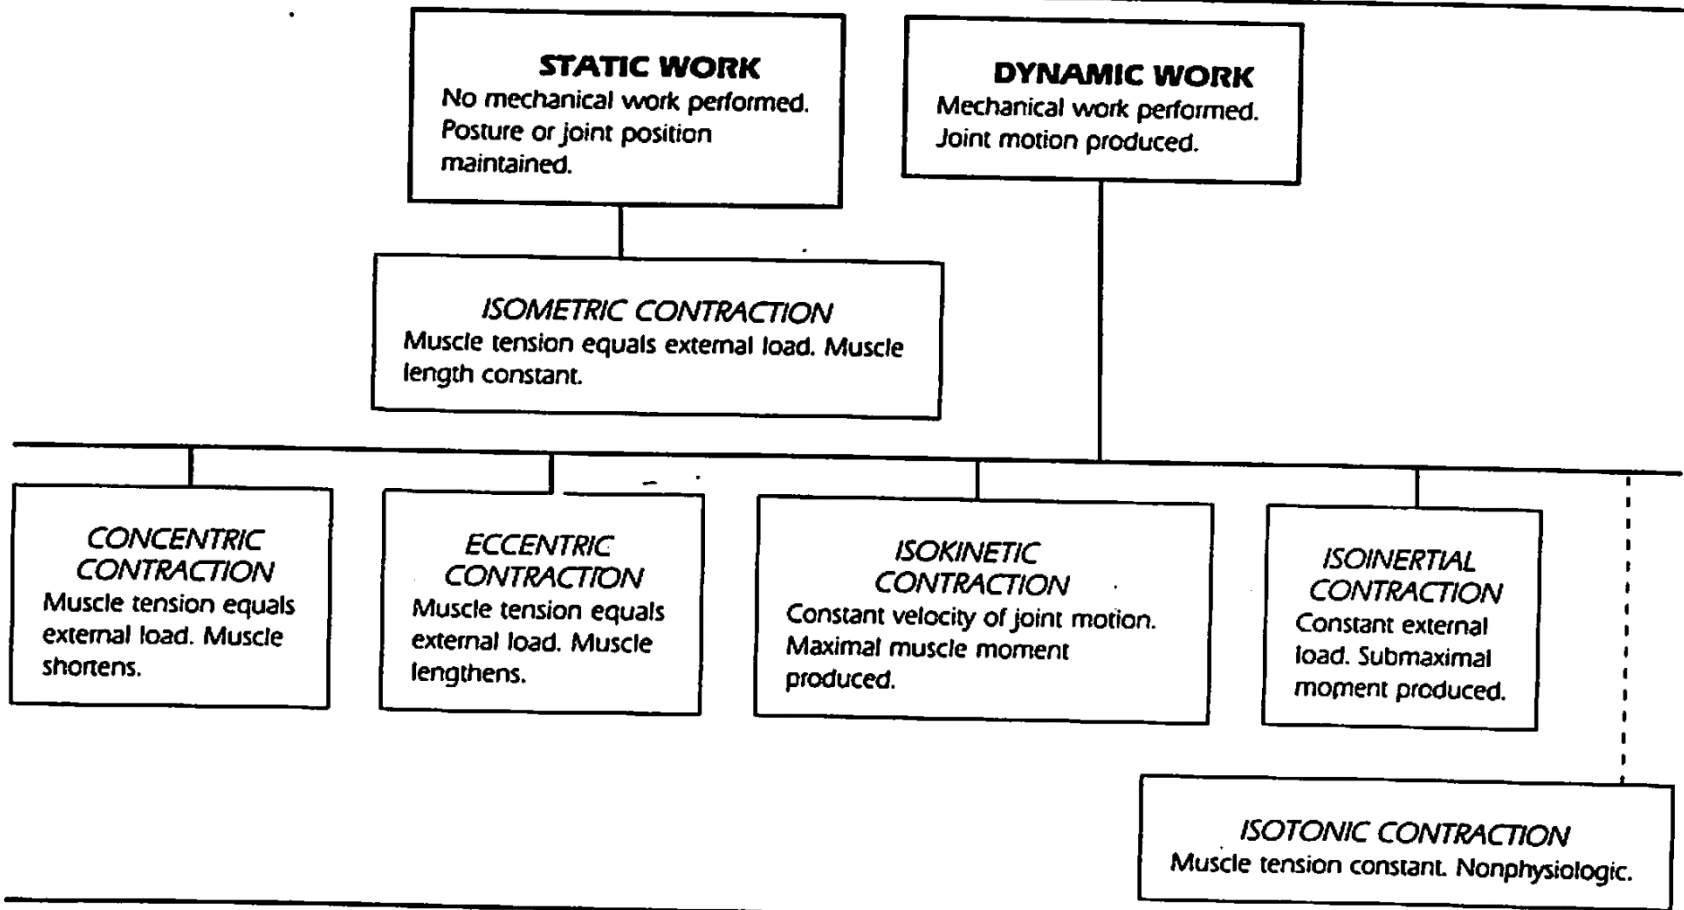 STATIC WORK
No mechanical work performed.
Posture or joint position
maintained.
DYNAMIC WORK
Mechanical work performed.
Joint motion produced.
ISOMETRIC CONTRACTION
Muscle tension equals external load. Muscle
length constant.
CONCENTRIC
CONTRACTION
Muscle tension equals
external load. Muscle
shortens.
ECCENTRIC
CONTRACTION
Muscle tension equals
external load. Muscle
lengthens.
ISOKINETIC
CONTRACTION
Constant velocity of joint motion.
Maximal muscle moment
produced.
ISOINERTIAL
CONTRACTION
Constant external
load. Submaximal
moment produced.
ISOTONIC CONTRACTION
Muscle tension constant. Nonphysiologic.